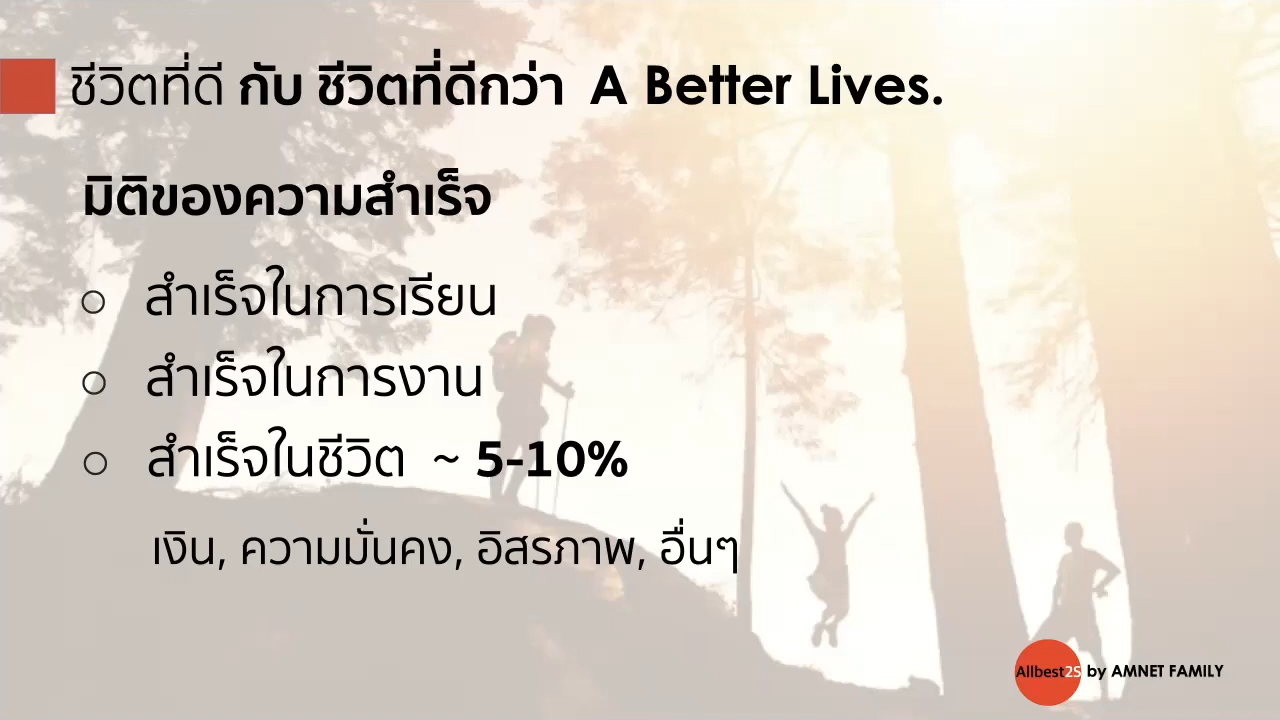 ชีวิตที่ดี กับ ชีวิตที่ดีกว่า A Better Lives.
มิติของความสำเร็จ
○ สำเร็จในการเรียน
○ สำเร็จในการงาน
○ สำเร็จในชีวิต ~ 5-10%
เงิน, ความมั่นคง, อิสรภาพ, อื่นๆ
Allbest2S by AMNET FAMILY